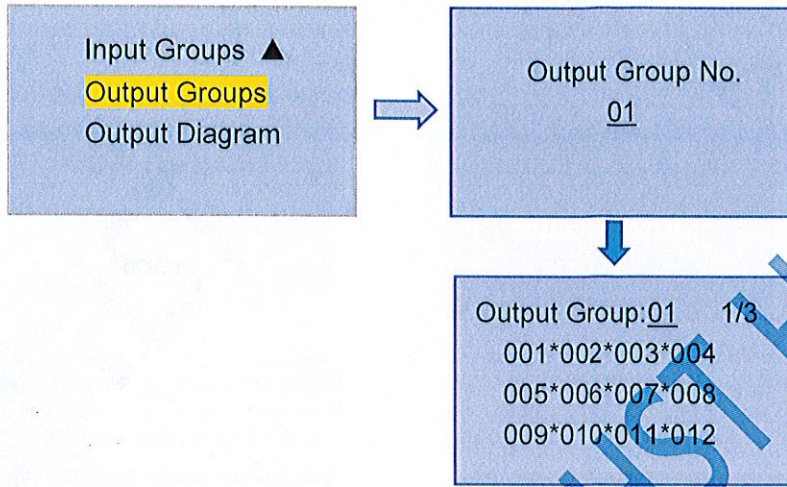 Input Groups ▲
Output Groups
Output Diagram
Output Group No.
01
Output Group:01 1/3
001*002*003*004
005*006*007*008
009*010*011*012
UST H